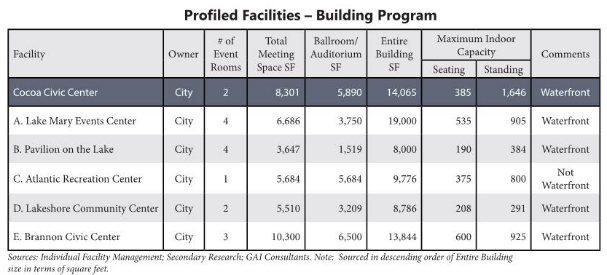 Profiled Facilities – Building Program
Facility Owner # of Event Rooms Total Meeting Space SF Ballroom/ Auditorium SF Entire Building SF Maximum Indoor Capacity Seating Standing Comments
Cocoa Civic Center City 2 8,301 5,890 14,065 385 1,646 Waterfront
A. Lake Mary Events Center City 4 6,686 3,750 19,000 535 905 Waterfront
B. Pavilion on the Lake City 4 3,647 1,519 8,000 190 384 Waterfront
C. Atlantic Recreation Center City 1 5,684 5,684 9,776 375 800 Not Waterfront
D. Lakeshore Community Center City 2 5,510 3,209 8,786 208 291 Waterfront
E. Brannon Civic Center City 3 10,300 6,500 13,844 600 925 Waterfront
Sources: Individual Facility Management; Secondary Research; GAI Consultants. Note: Sourced in descending order of Entire Building
size in terms of square feet.